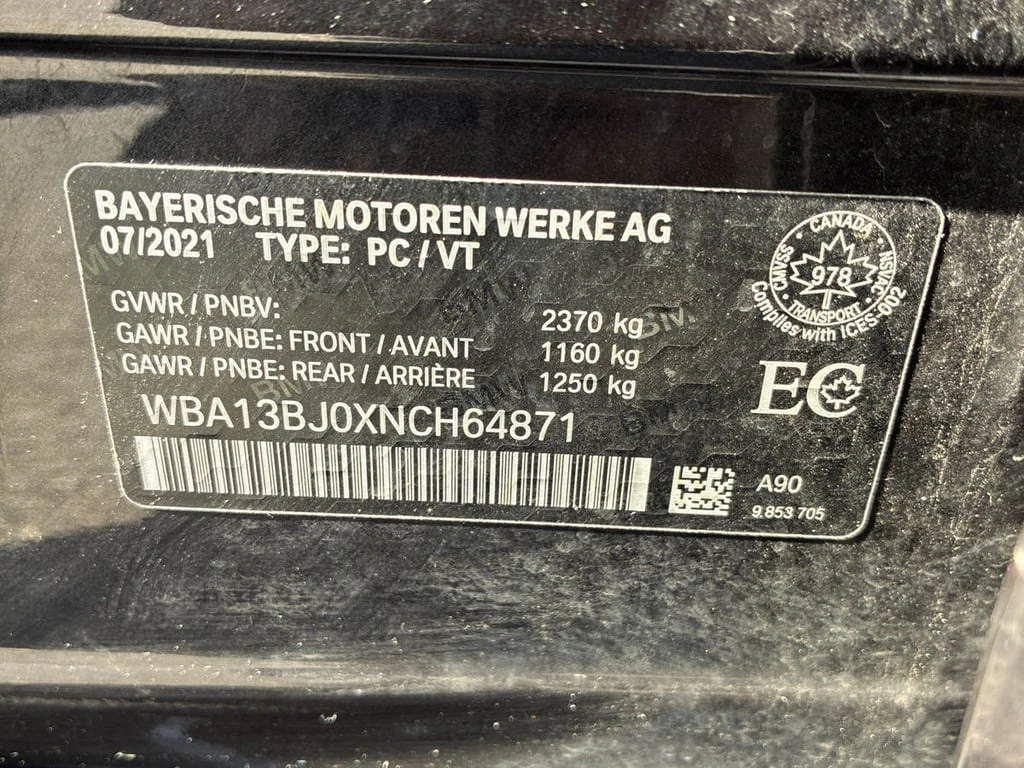 BAYERISCHE MOTOREN WERKE AG
07/2021 TYPE: PC / VT
GVWR / PNBV: 2370 kg
GAWR / PNBE: FRONT / AVANT 1160 kg
GAWR / PNBE: REAR / ARRIÈRE 1250 kg
WBA13BJ0XNCH64871
CANADA
CMVSS
978
NSVAC
TRANSPORT
Complies with ICES-002
EC
A90
9 853 705